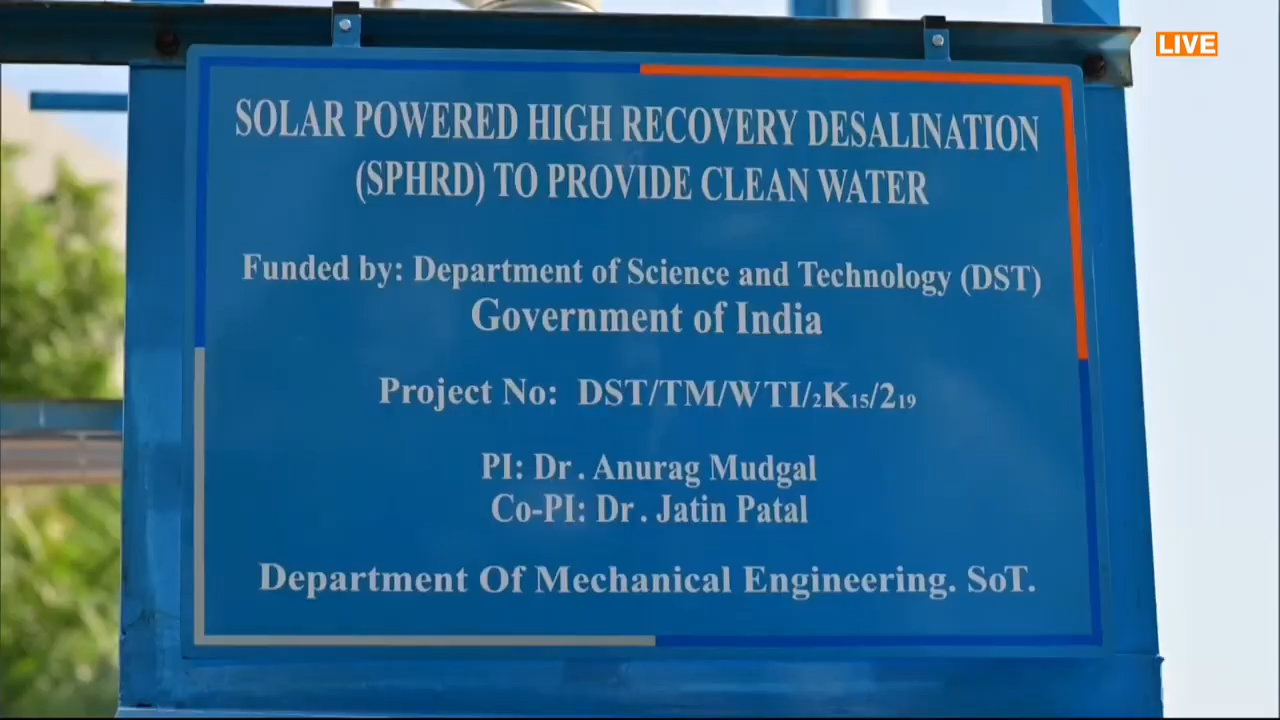 LIVE
SOLAR POWERED HIGH RECOVERY DESALINATION
(SPHRD) TO PROVIDE CLEAN WATER
Funded by: Department of Science and Technology (DST)
Government of India
Project No: DST/TM/WTI/2K15/219
PI: Dr. Anurag Mudgal
Co-PI: Dr. Jatin Patal
Department Of Mechanical Engineering. SoT.